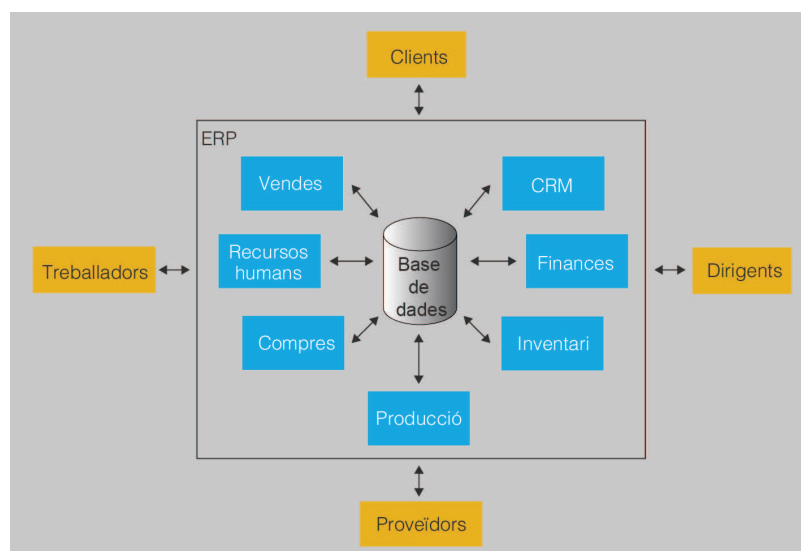 Clients
ERP
Vendes
CRM
Recursos
humans
Base
de
dades
Finances
Treballadors
Dirigents
Compres
Inventari
Producció
Proveïdors